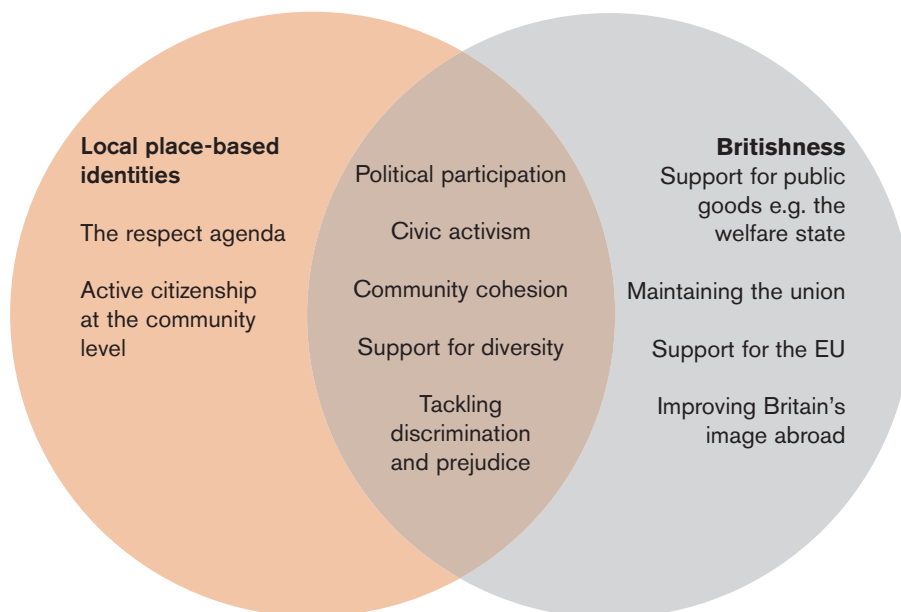 Local place-based
identities
The respect agenda
Active citizenship
at the community
level
Political participation
Civic activism
Community cohesion
Support for diversity
Tackling
discrimination
and prejudice
Britishness
Support for public
goods e.g. the
welfare state
Maintaining the union
Support for the EU
Improving Britain's
image abroad